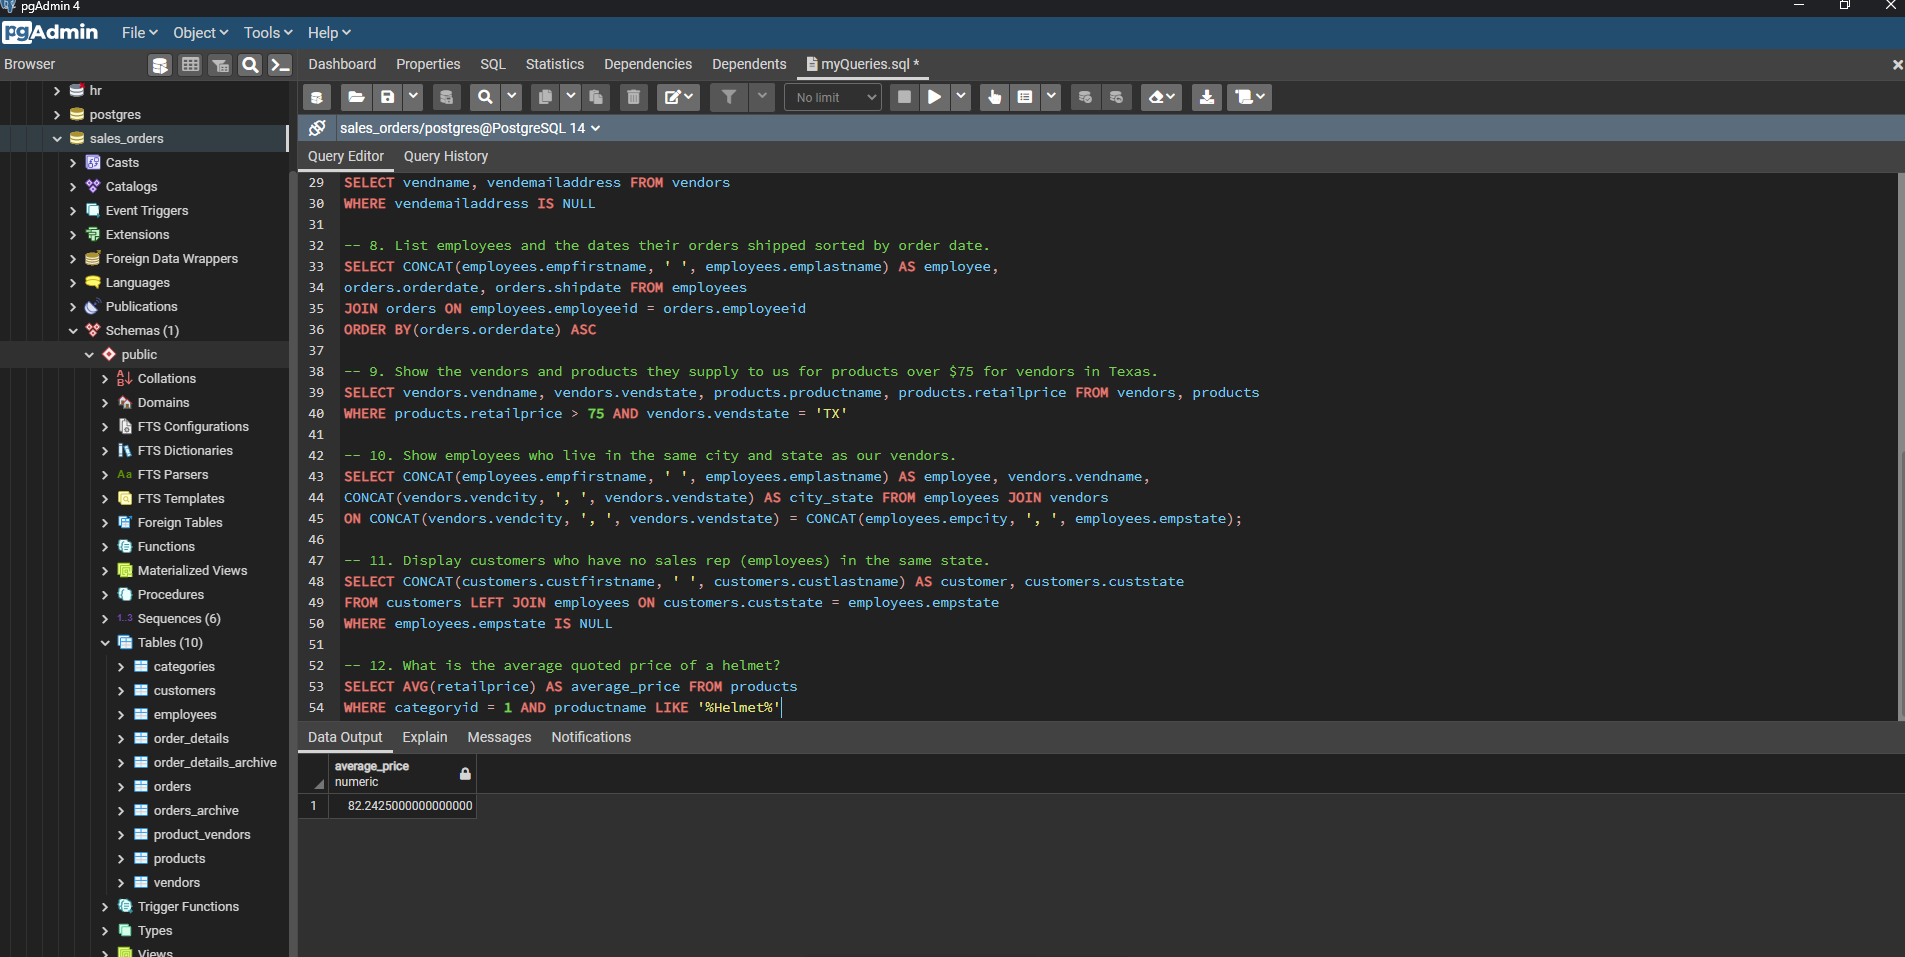 pgAdmin 4
pgAdmin File Object Tools Help
Browser
Dashboard Properties SQL Statistics Dependencies Dependents myQueries.sql *
No limit
sales_orders/postgres@PostgreSQL 14
Query Editor Query History
hr
postgres
sales_orders
Casts
Catalogs
Event Triggers
Extensions
Foreign Data Wrappers
Languages
Publications
Schemas (1)
public
Collations
Domains
FTS Configurations
FTS Dictionaries
Aa FTS Parsers
FTS Templates
Foreign Tables
Functions
Materialized Views
Procedures
1..3 Sequences (6)
Tables (10)
categories
customers
employees
order_details
order_details_archive
orders
orders_archive
product_vendors
products
vendors
Trigger Functions
Types
Views
29 SELECT vendname, vendemailaddress FROM vendors
30 WHERE vendemailaddress IS NULL
31
32 -- 8. List employees and the dates their orders shipped sorted by order date.
33 SELECT CONCAT(employees.empfirstname, ' ', employees.emplastname) AS employee,
34 orders.orderdate, orders.shipdate FROM employees
35 JOIN orders ON employees.employeeid = orders.employeeid
36 ORDER BY(orders.orderdate) ASC
37
38 -- 9. Show the vendors and products they supply to us for products over $75 for vendors in Texas.
39 SELECT vendors.vendname, vendors.vendstate, products.productname, products.retailprice FROM vendors, products
40 WHERE products.retailprice > 75 AND vendors.vendstate = 'TX'
41
42 -- 10. Show employees who live in the same city and state as our vendors.
43 SELECT CONCAT(employees.empfirstname, ' ', employees.emplastname) AS employee, vendors.vendname,
44 CONCAT(vendors.vendcity, ', ', vendors.vendstate) AS city_state FROM employees JOIN vendors
45 ON CONCAT(vendors.vendcity, ', ', vendors.vendstate) = CONCAT(employees.empcity, ', ', employees.empstate);
46
47 -- 11. Display customers who have no sales rep (employees) in the same state.
48 SELECT CONCAT(customers.custfirstname, ' ', customers.custlastname) AS customer, customers.custstate
49 FROM customers LEFT JOIN employees ON customers.custstate = employees.empstate
50 WHERE employees.empstate IS NULL
51
52 -- 12. What is the average quoted price of a helmet?
53 SELECT AVG(retailprice) AS average_price FROM products
54 WHERE categoryid = 1 AND productname LIKE '%Helmet%'
Data Output Explain Messages Notifications
average_price
numeric
1 82.2425000000000000